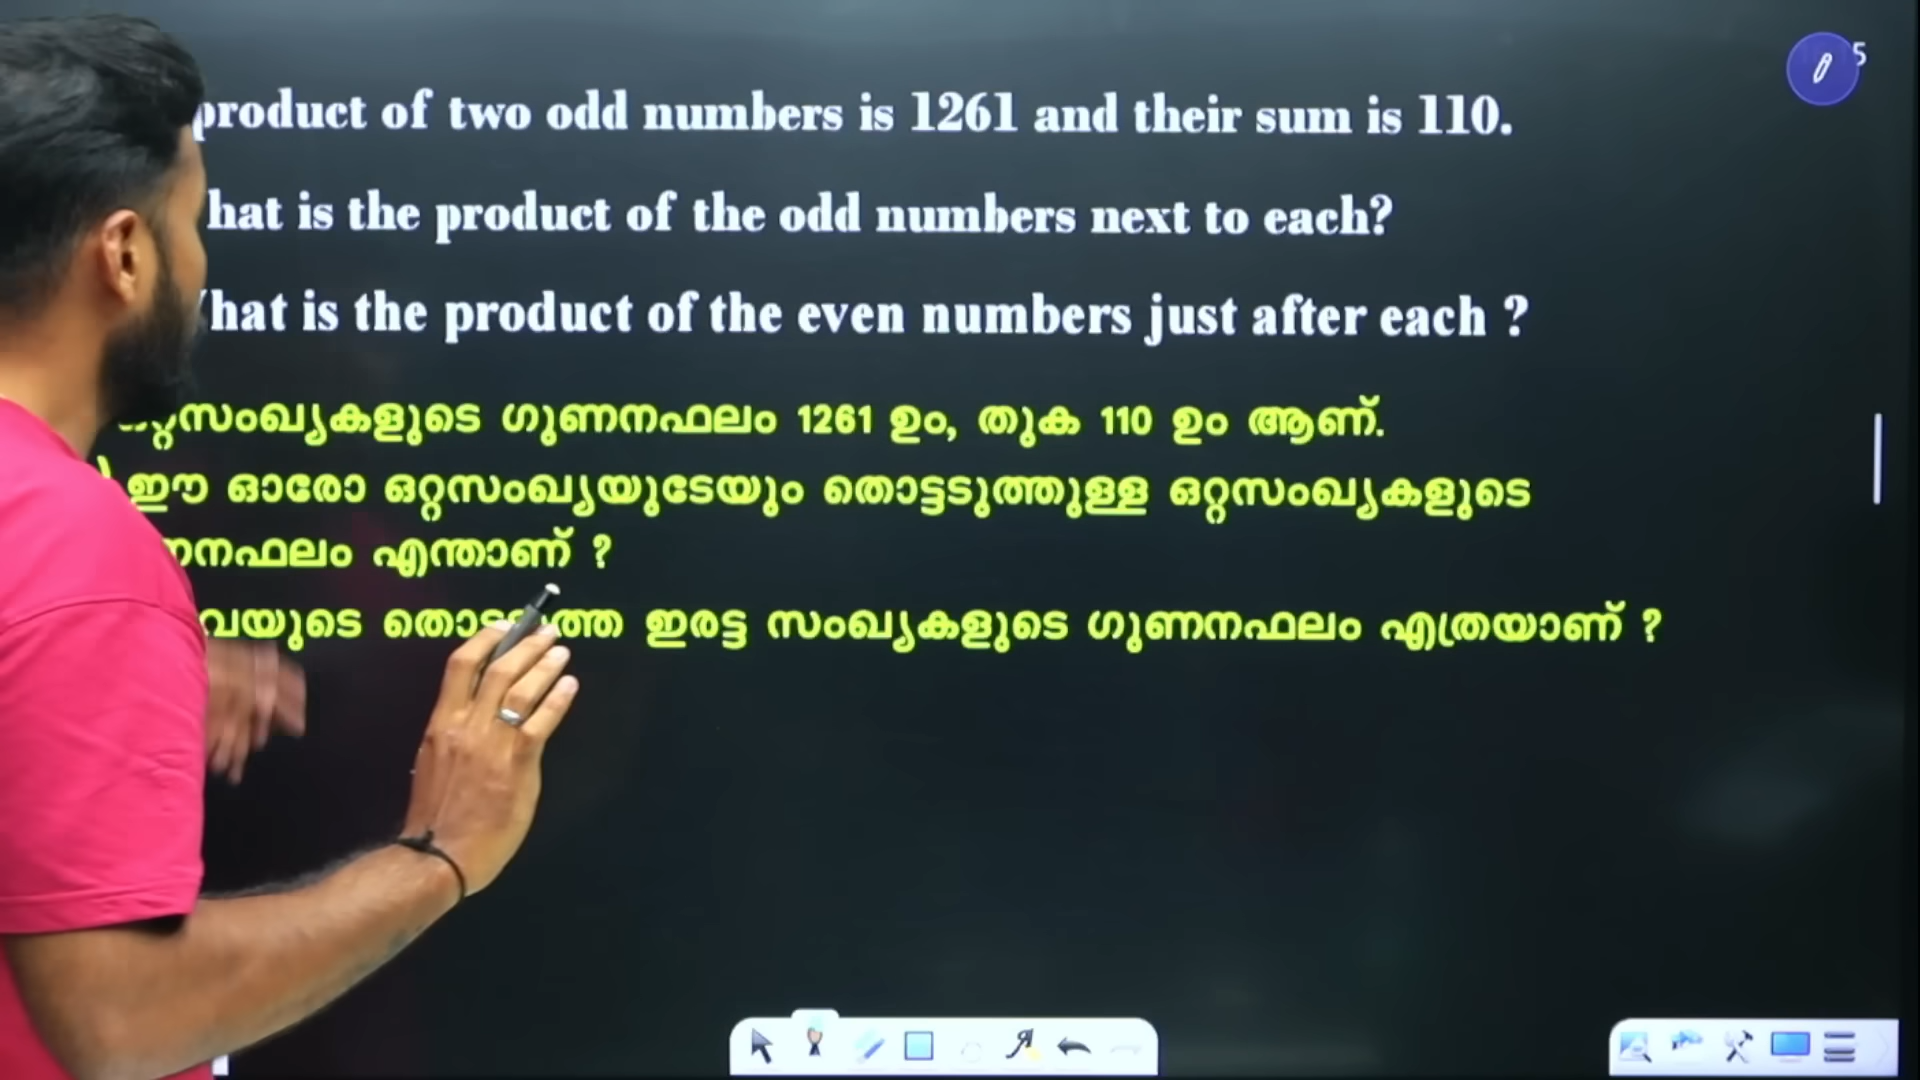 5
product of two odd numbers is 1261 and their sum is 110.
hat is the product of the odd numbers next to each?
hat is the product of the even numbers just after each ?
സംഖ്യകളുടെ ഗുണനഫലം 1261 ഉം, തുക 110 ഉം ആണ്.
) ഈ ഓരോ ഒറ്റസംഖ്യയുടേയും തൊട്ടടുത്തുള്ള ഒറ്റസംഖ്യകളുടെ
നഫലം എന്താണ് ?
വയുടെ ഇരട്ട സംഖ്യകളുടെ ഗുണനഫലം എത്രയാണ് ?